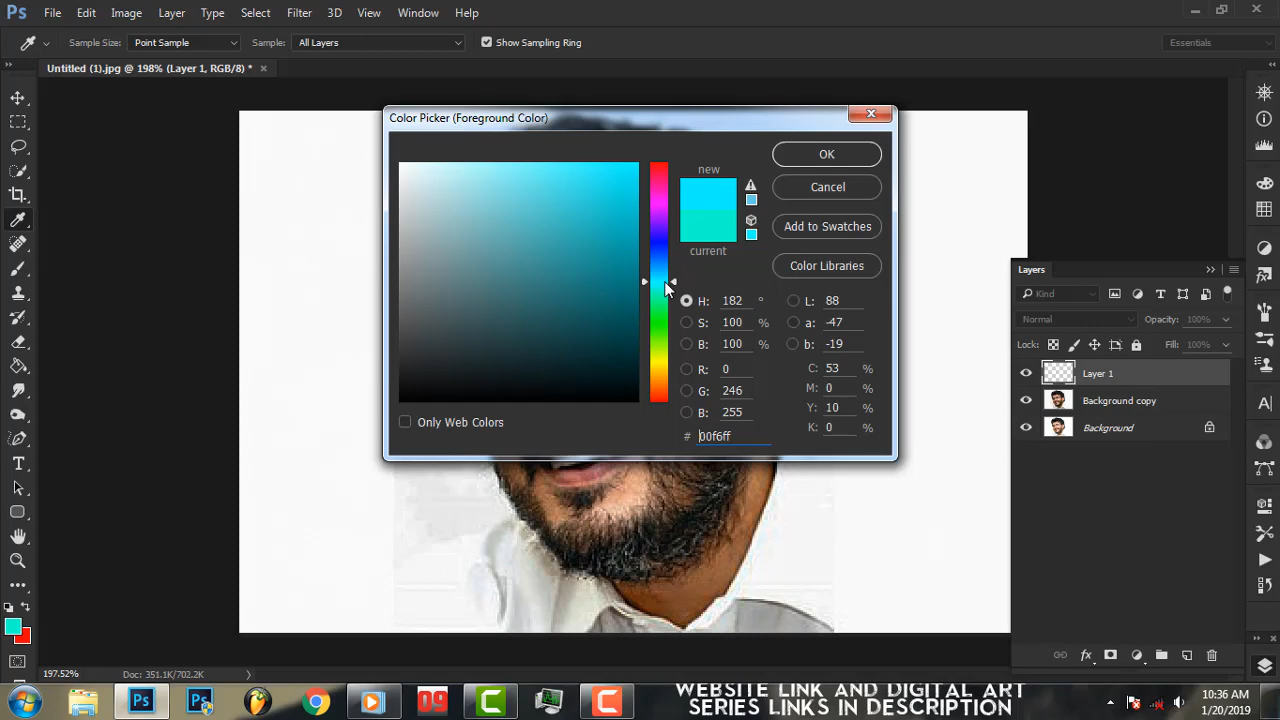 Ps File Edit Image Layer Type Select Filter 3D View Window Help
Sample Size: Point Sample Sample: All Layers Show Sampling Ring Essentials
Untitled (1).jpg @ 198% (Layer 1, RGB/8) *
Color Picker (Foreground Color)
new
current
OK
Cancel
Add to Swatches
Color Libraries
H: 182 ° L: 88
S: 100 % a: -47
B: 100 % b: -19
R: 0 C: 53 %
G: 246 M: 0 %
B: 255 Y: 10 %
K: 0 %
# 00f6ff
Only Web Colors
Layers
Kind
Normal Opacity: 100%
Lock: Fill: 100%
Layer 1
Background copy
Background
fx
197.52% Doc: 351.1K/702.2K
Ps Ps 09 C C
WEBSITE LINK AND DIGITAL ART
SERIES LINKS IN DESCRIPTION
10:36 AM
1/20/2019